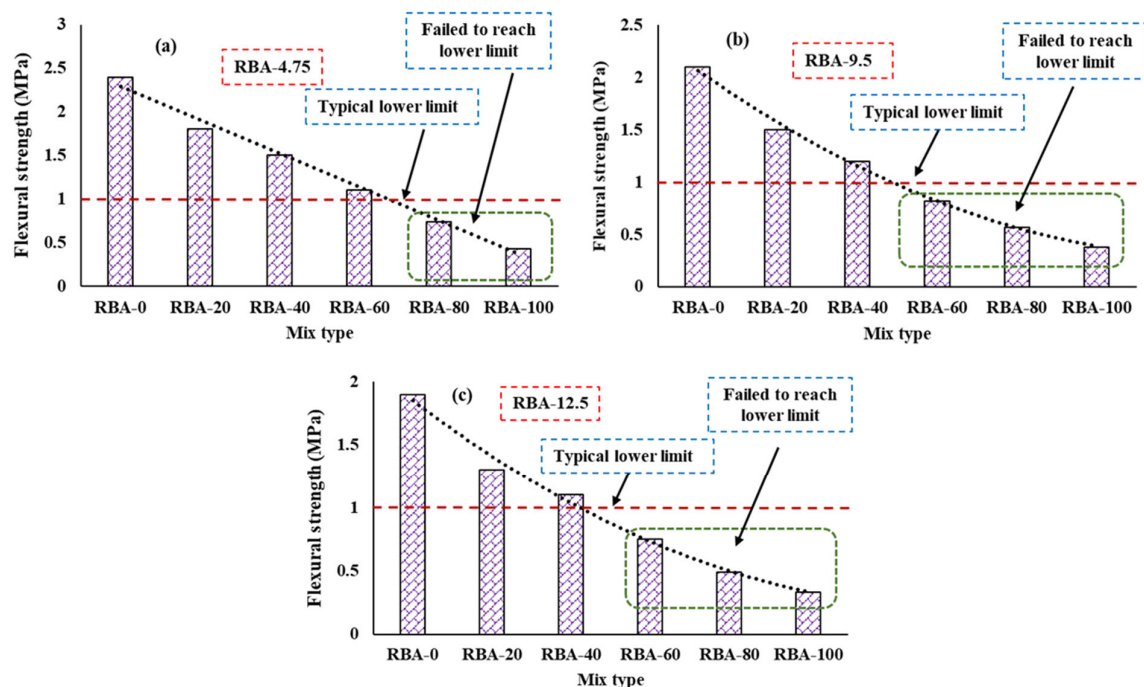 (a)
RBA-4.75
Failed to reach
lower limit
Typical lower limit
Flexural strength (MPa)
3
2.5
2
1.5
1
0.5
0
RBA-0 RBA-20 RBA-40 RBA-60 RBA-80 RBA-100
Mix type
(b)
RBA-9.5
Failed to reach
lower limit
Typical lower limit
Flexural strength (MPa)
2.5
2
1.5
1
0.5
0
RBA-0 RBA-20 RBA-40 RBA-60 RBA-80 RBA-100
Mix type
(c)
RBA-12.5
Failed to reach
lower limit
Typical lower limit
Flexural strength (MPa)
2
1.5
1
0.5
0
RBA-0 RBA-20 RBA-40 RBA-60 RBA-80 RBA-100
Mix type